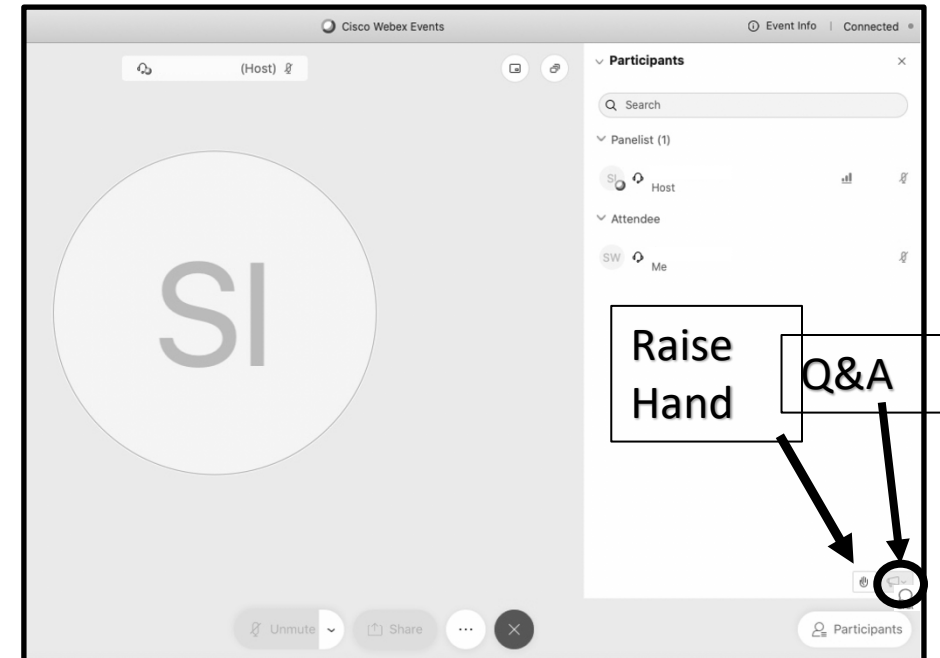 Cisco Webex Events
Event Info | Connected
(Host)
Participants
Search
Panelist (1)
SI
Host
Attendee
SW
Me
SI
Raise
Hand
Q&A
Unmute
Share
Participants